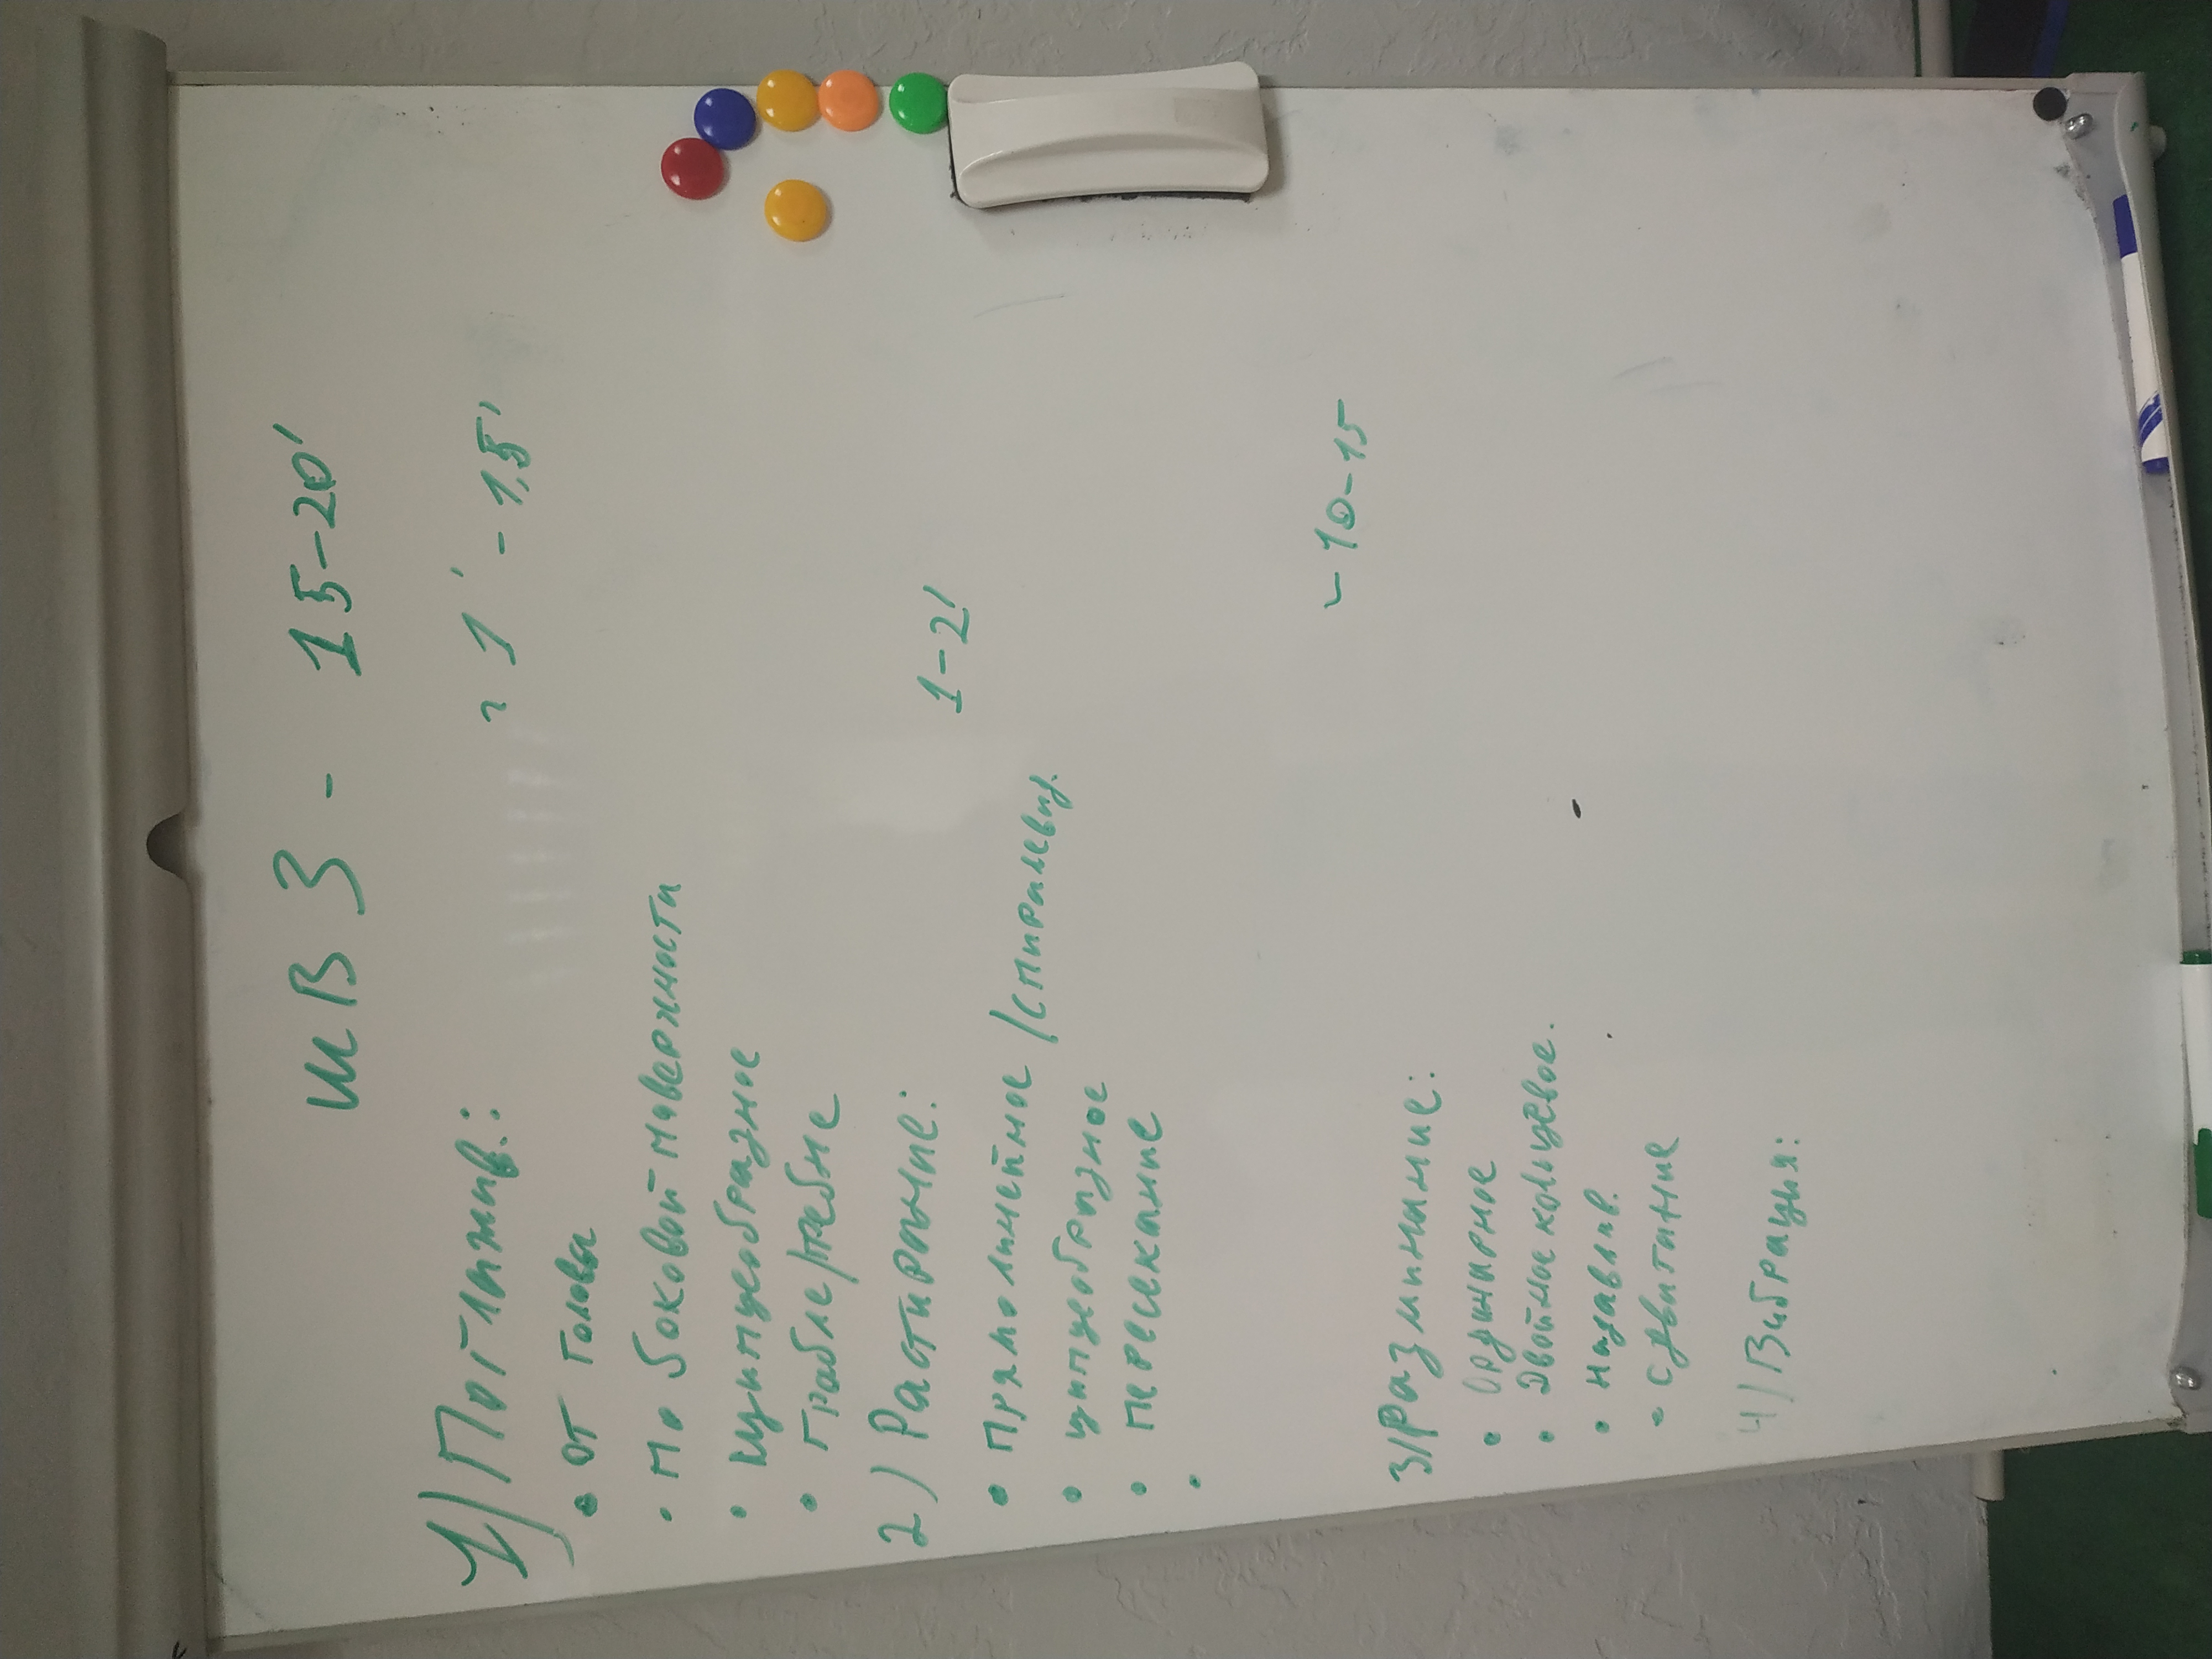 ШВЗ - 15-20'
1) Поглажив.: ~ 1' - 1,5'
• от головы
• по боковой поверхности
• щипцеобразное
• Грабле/гребне
2) Растирание: 1-2'
• Прямолинейное /спиралевид.
• щипцеобразное
• пересекание
•
~ 10-15
3) Разминание:
• Ординарное
• Двойное кольцевое.
• Надавлив.
• Сдвигание
4) Вибрация: